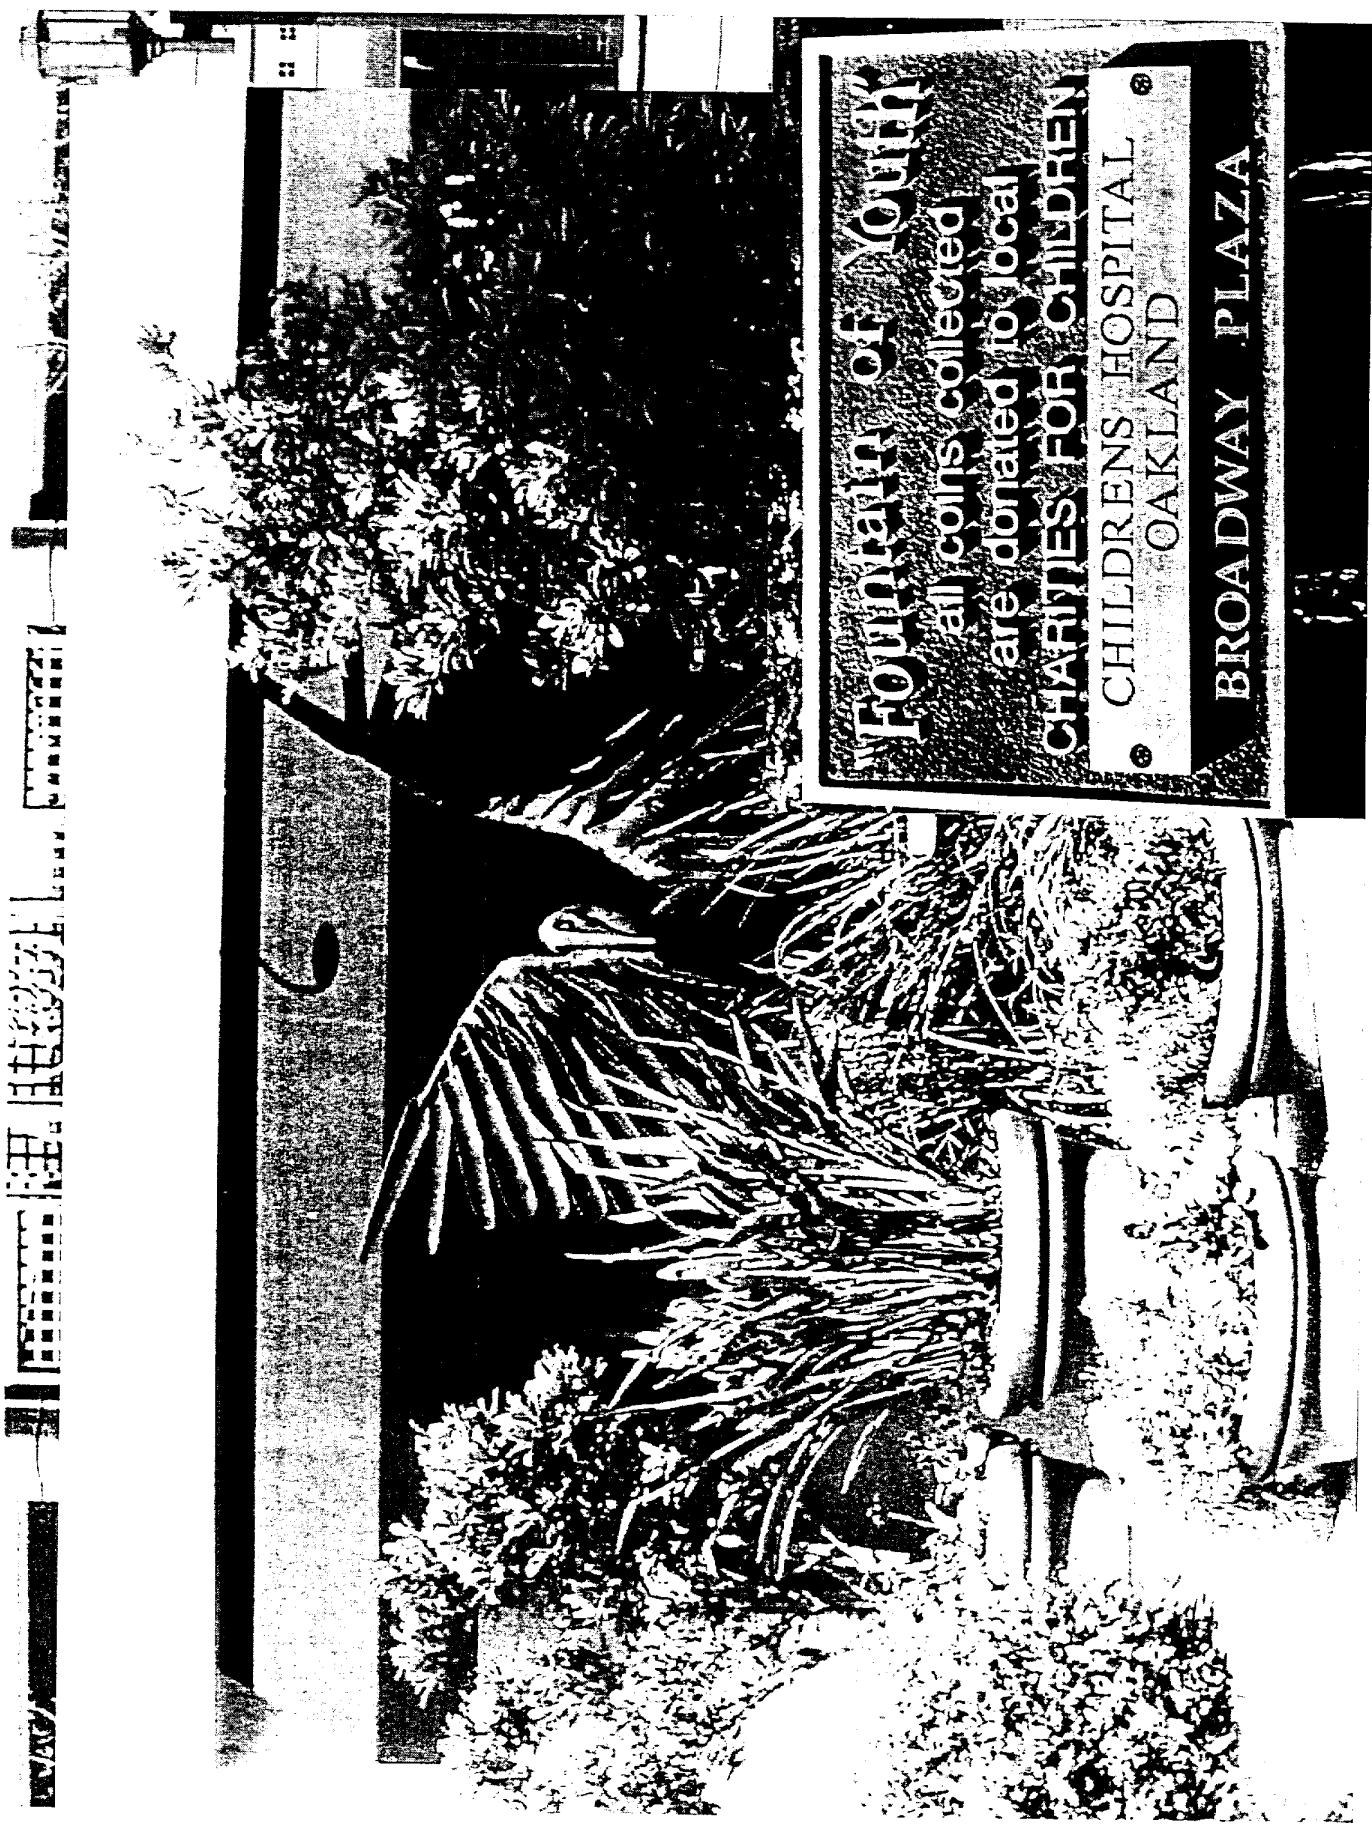 "Fountain of Youth"
all coins collected
are donated to local
CHARITIES FOR CHILDREN
CHILDRENS HOSPITAL
OAKLAND
BROADWAY PLAZA